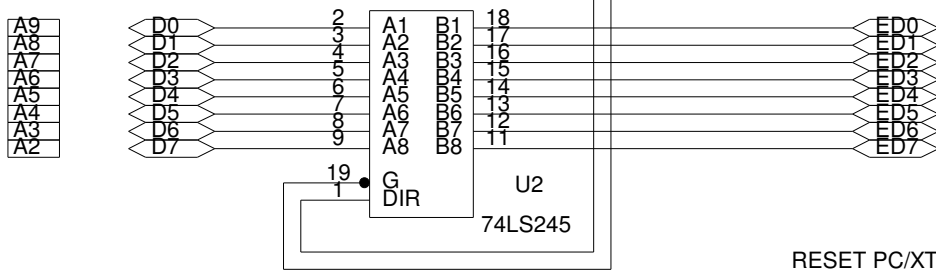 A9 D0 2 A1 B1 18 ED0
A8 D1 3 A2 B2 17 ED1
A7 D2 4 A3 B3 16 ED2
A6 D3 5 A4 B4 15 ED3
A5 D4 6 A5 B5 14 ED4
A4 D5 7 A6 B6 13 ED5
A3 D6 8 A7 B7 12 ED6
A2 D7 9 A8 B8 11 ED7
19 G U2
1 DIR
74LS245
RESET PC/XT